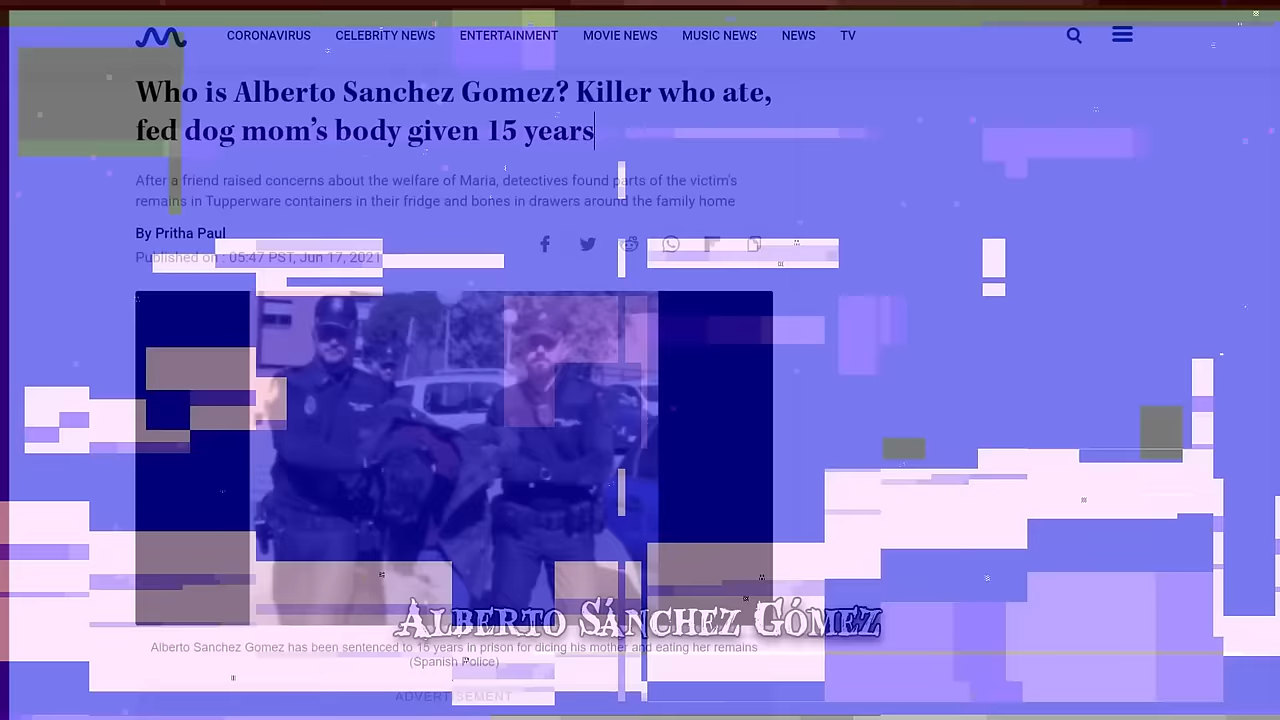 CORONAVIRUS CELEBRITY NEWS ENTERTAINMENT MOVIE NEWS MUSIC NEWS NEWS TV
Who is Alberto Sanchez Gomez? Killer who ate,
fed dog mom's body given 15 years
After a friend raised concerns about the welfare of Maria, detectives found parts of the victim's
remains in Tupperware containers in their fridge and bones in drawers around the family home
By Pritha Paul
Published on : 05:47 PST, Jun 17, 2021
Alberto Sánchez Gómez
Alberto Sanchez Gomez has been sentenced to 15 years in prison for dicing his mother and eating her remains
(Spanish Police)
ADVERTISEMENT